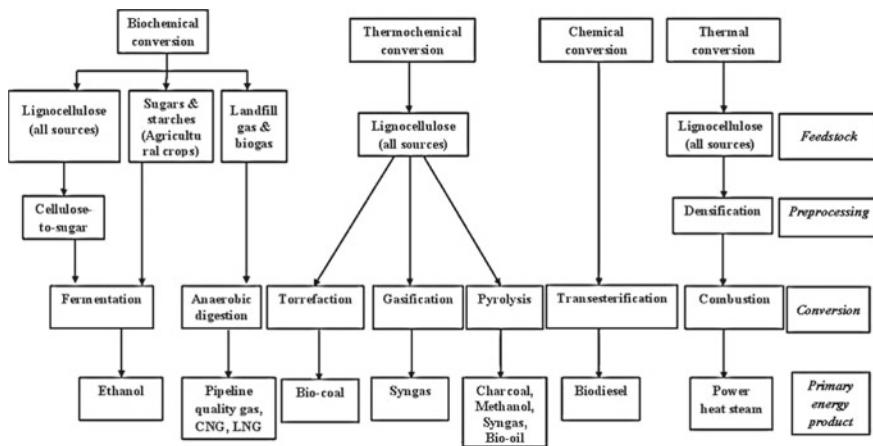 Biochemical
conversion
Thermochemical
conversion
Chemical
conversion
Thermal
conversion
Lignocellulose
(all sources)
Sugars &
starches
(Agricultu
ral crops)
Landfill
gas &
biogas
Lignocellulose
(all sources)
Lignocellulose
(all sources)
Feedstock
Cellulose-
to-sugar
Densification
Preprocessing
Fermentation
Anaerobic
digestion
Torrefaction
Gasification
Pyrolysis
Transesterification
Combustion
Conversion
Ethanol
Pipeline
quality gas,
CNG, LNG
Bio-coal
Syngas
Charcoal,
Methanol,
Syngas,
Bio-oil
Biodiesel
Power
heat steam
Primary
energy
product